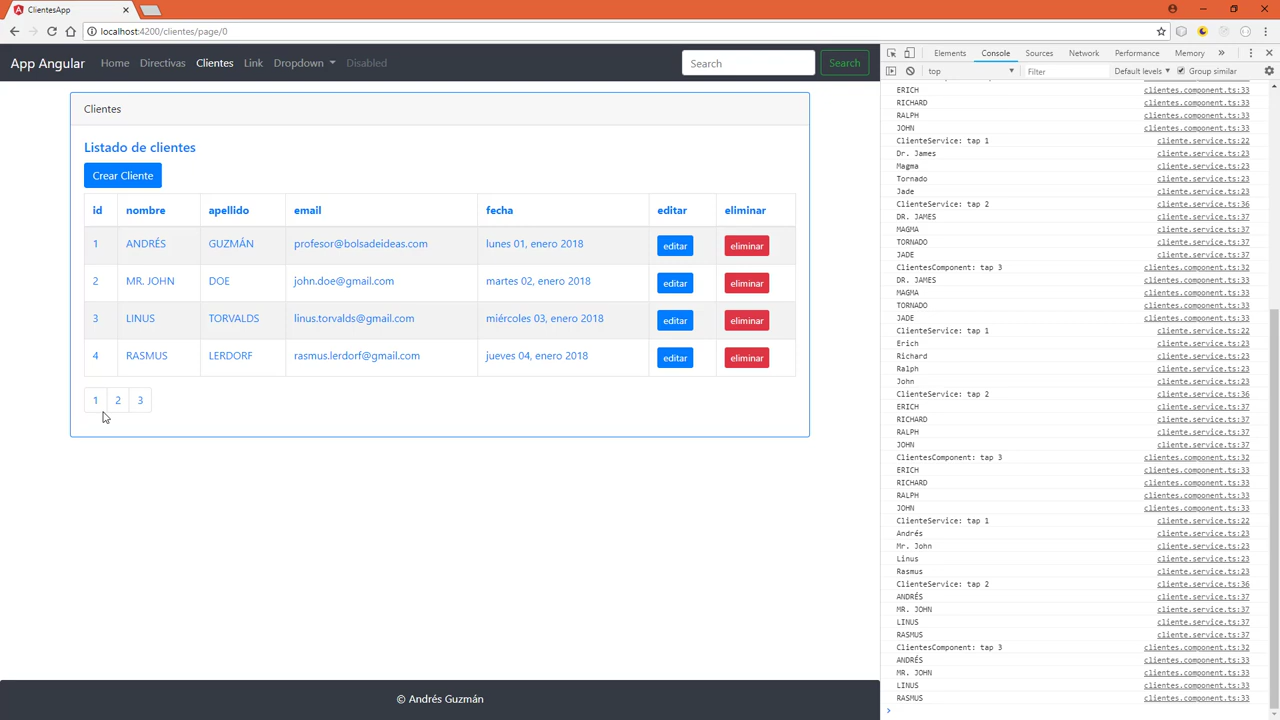 ClientesApp
localhost:4200/clientes/page/0
App Angular Home Directivas Clientes Link Dropdown Disabled Search Search
Clientes
Listado de clientes
Crear Cliente
id nombre apellido email fecha editar eliminar
1 ANDRÉS GUZMÁN profesor@bolsadeideas.com lunes 01, enero 2018 editar eliminar
2 MR. JOHN DOE john.doe@gmail.com martes 02, enero 2018 editar eliminar
3 LINUS TORVALDS linus.torvalds@gmail.com miércoles 03, enero 2018 editar eliminar
4 RASMUS LERDORF rasmus.lerdorf@gmail.com jueves 04, enero 2018 editar eliminar
1 2 3
© Andrés Guzmán
Elements Console Sources Network Performance Memory »
top Filter Default levels Group similar
ERICH clientes.component.ts:33
RICHARD clientes.component.ts:33
RALPH clientes.component.ts:33
JOHN clientes.component.ts:33
ClienteService: tap 1 cliente.service.ts:22
Dr. James cliente.service.ts:23
Magma cliente.service.ts:23
Tornado cliente.service.ts:23
Jade cliente.service.ts:23
ClienteService: tap 2 cliente.service.ts:36
DR. JAMES cliente.service.ts:37
MAGMA cliente.service.ts:37
TORNADO cliente.service.ts:37
JADE cliente.service.ts:37
ClientesComponent: tap 3 clientes.component.ts:32
DR. JAMES clientes.component.ts:33
MAGMA clientes.component.ts:33
TORNADO clientes.component.ts:33
JADE clientes.component.ts:33
ClienteService: tap 1 cliente.service.ts:22
Erich cliente.service.ts:23
Richard cliente.service.ts:23
Ralph cliente.service.ts:23
John cliente.service.ts:23
ClienteService: tap 2 cliente.service.ts:36
ERICH cliente.service.ts:37
RICHARD cliente.service.ts:37
RALPH cliente.service.ts:37
JOHN cliente.service.ts:37
ClientesComponent: tap 3 clientes.component.ts:32
ERICH clientes.component.ts:33
RICHARD clientes.component.ts:33
RALPH clientes.component.ts:33
JOHN clientes.component.ts:33
ClienteService: tap 1 cliente.service.ts:22
Andrés cliente.service.ts:23
Mr. John cliente.service.ts:23
Linus cliente.service.ts:23
Rasmus cliente.service.ts:23
ClienteService: tap 2 cliente.service.ts:36
ANDRÉS cliente.service.ts:37
MR. JOHN cliente.service.ts:37
LINUS cliente.service.ts:37
RASMUS cliente.service.ts:37
ClientesComponent: tap 3 clientes.component.ts:32
ANDRÉS clientes.component.ts:33
MR. JOHN clientes.component.ts:33
LINUS clientes.component.ts:33
RASMUS clientes.component.ts:33